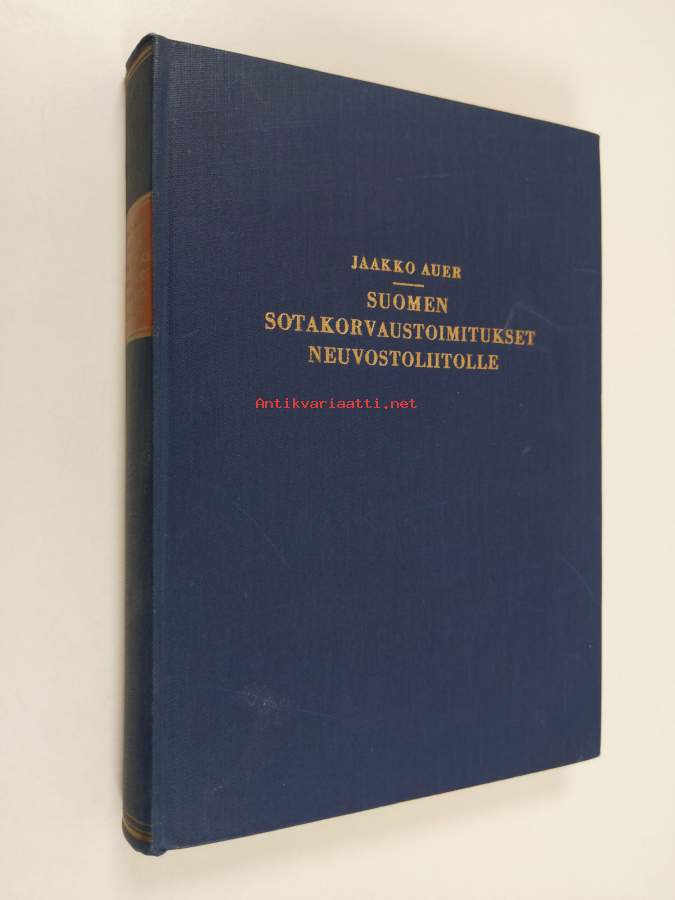 JAAKKO AUER
SUOMEN
SOTAKORVAUSTOIMITUKSET
NEUVOSTOLIITOLLE
Antikvariaatti.net